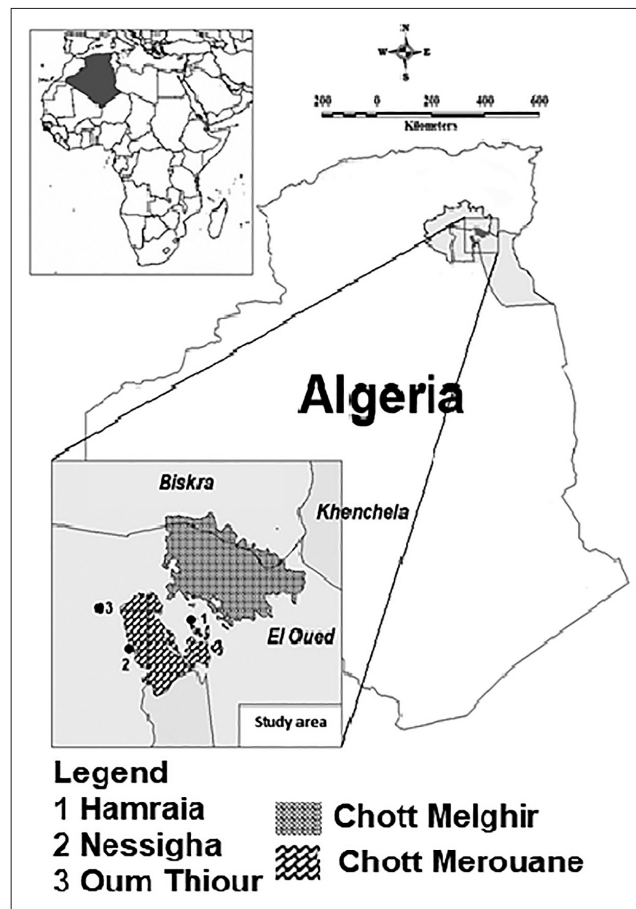 N
W E
S
200 0 200 400 600
Kilometers
Algeria
Biskra
Khenchela
3
1
El Oued
2
Study area
Legend
1 Hamraia
2 Nessigha
3 Oum Thiour
Chott Melghir
Chott Merouane